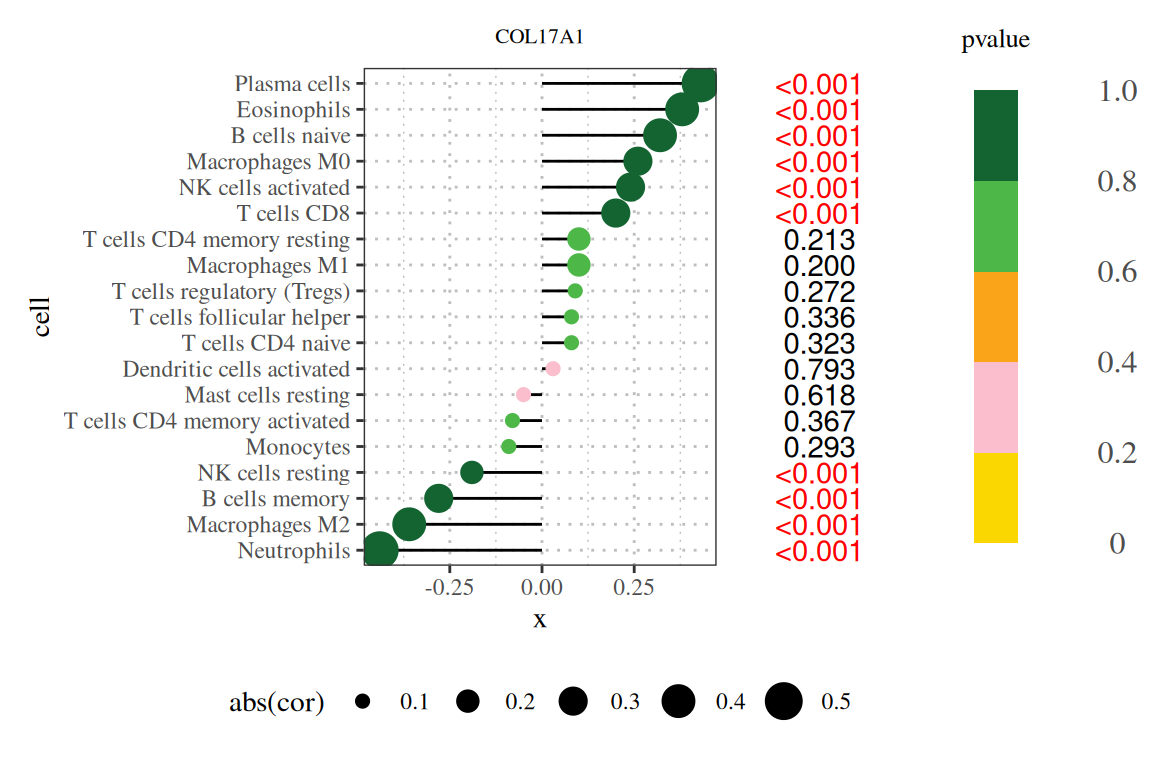 COL17A1
pvalue
cell
Plasma cells <0.001
Eosinophils <0.001
B cells naive <0.001
Macrophages M0 <0.001
NK cells activated <0.001
T cells CD8 <0.001
T cells CD4 memory resting 0.213
Macrophages M1 0.200
T cells regulatory (Tregs) 0.272
T cells follicular helper 0.336
T cells CD4 naive 0.323
Dendritic cells activated 0.793
Mast cells resting 0.618
T cells CD4 memory activated 0.367
Monocytes 0.293
NK cells resting <0.001
B cells memory <0.001
Macrophages M2 <0.001
Neutrophils <0.001
1.0
0.8
0.6
0.4
0.2
0
-0.25 0.00 0.25
x
abs(cor) 0.1 0.2 0.3 0.4 0.5